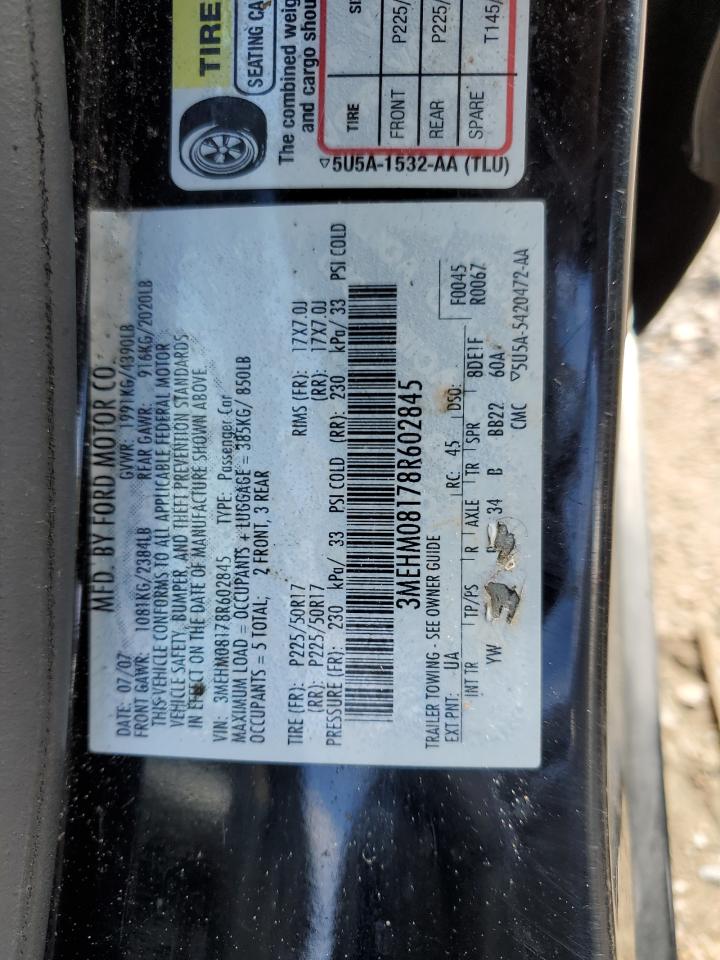 TIRE
SEATING CA
The combined weig
and cargo shou
TIRE SI
FRONT P225/
REAR P225/
SPARE T145/
▽5U5A-1532-AA (TLU)
MFD. BY FORD MOTOR CO.
DATE: 07/07 GVWR: 1991KG/4390LB
FRONT GAWR: 1081KG/2384LB REAR GAWR: 916KG/2020LB
THIS VEHICLE CONFORMS TO ALL APPLICABLE FEDERAL MOTOR
VEHICLE SAFETY, BUMPER, AND THEFT PREVENTION STANDARDS
IN EFFECT ON THE DATE OF MANUFACTURE SHOWN ABOVE.
VIN: 3MEHM08178R602845 TYPE: Passenger Car
MAXIMUM LOAD = OCCUPANTS + LUGGAGE = 385KG/ 850LB
OCCUPANTS = 5 TOTAL; 2 FRONT, 3 REAR
TIRE (FR): P225/50R17 RIMS (FR): 17X7.0J
(RR): P225/50R17 (RR): 17X7.0J
PRESSURE (FR): 230 kPa/ 33 PSI COLD (RR): 230 kPa/ 33 PSI COLD
3MEHM08178R602845
TRAILER TOWING - SEE OWNER GUIDE
EXT PNT: UA RC: 45 DSO: F0045
INT TR TP/PS R AXLE TR SPR 8DE1F R0067
YW 34 B BB22 60A
CMC ▽5U5A-5420472-AA